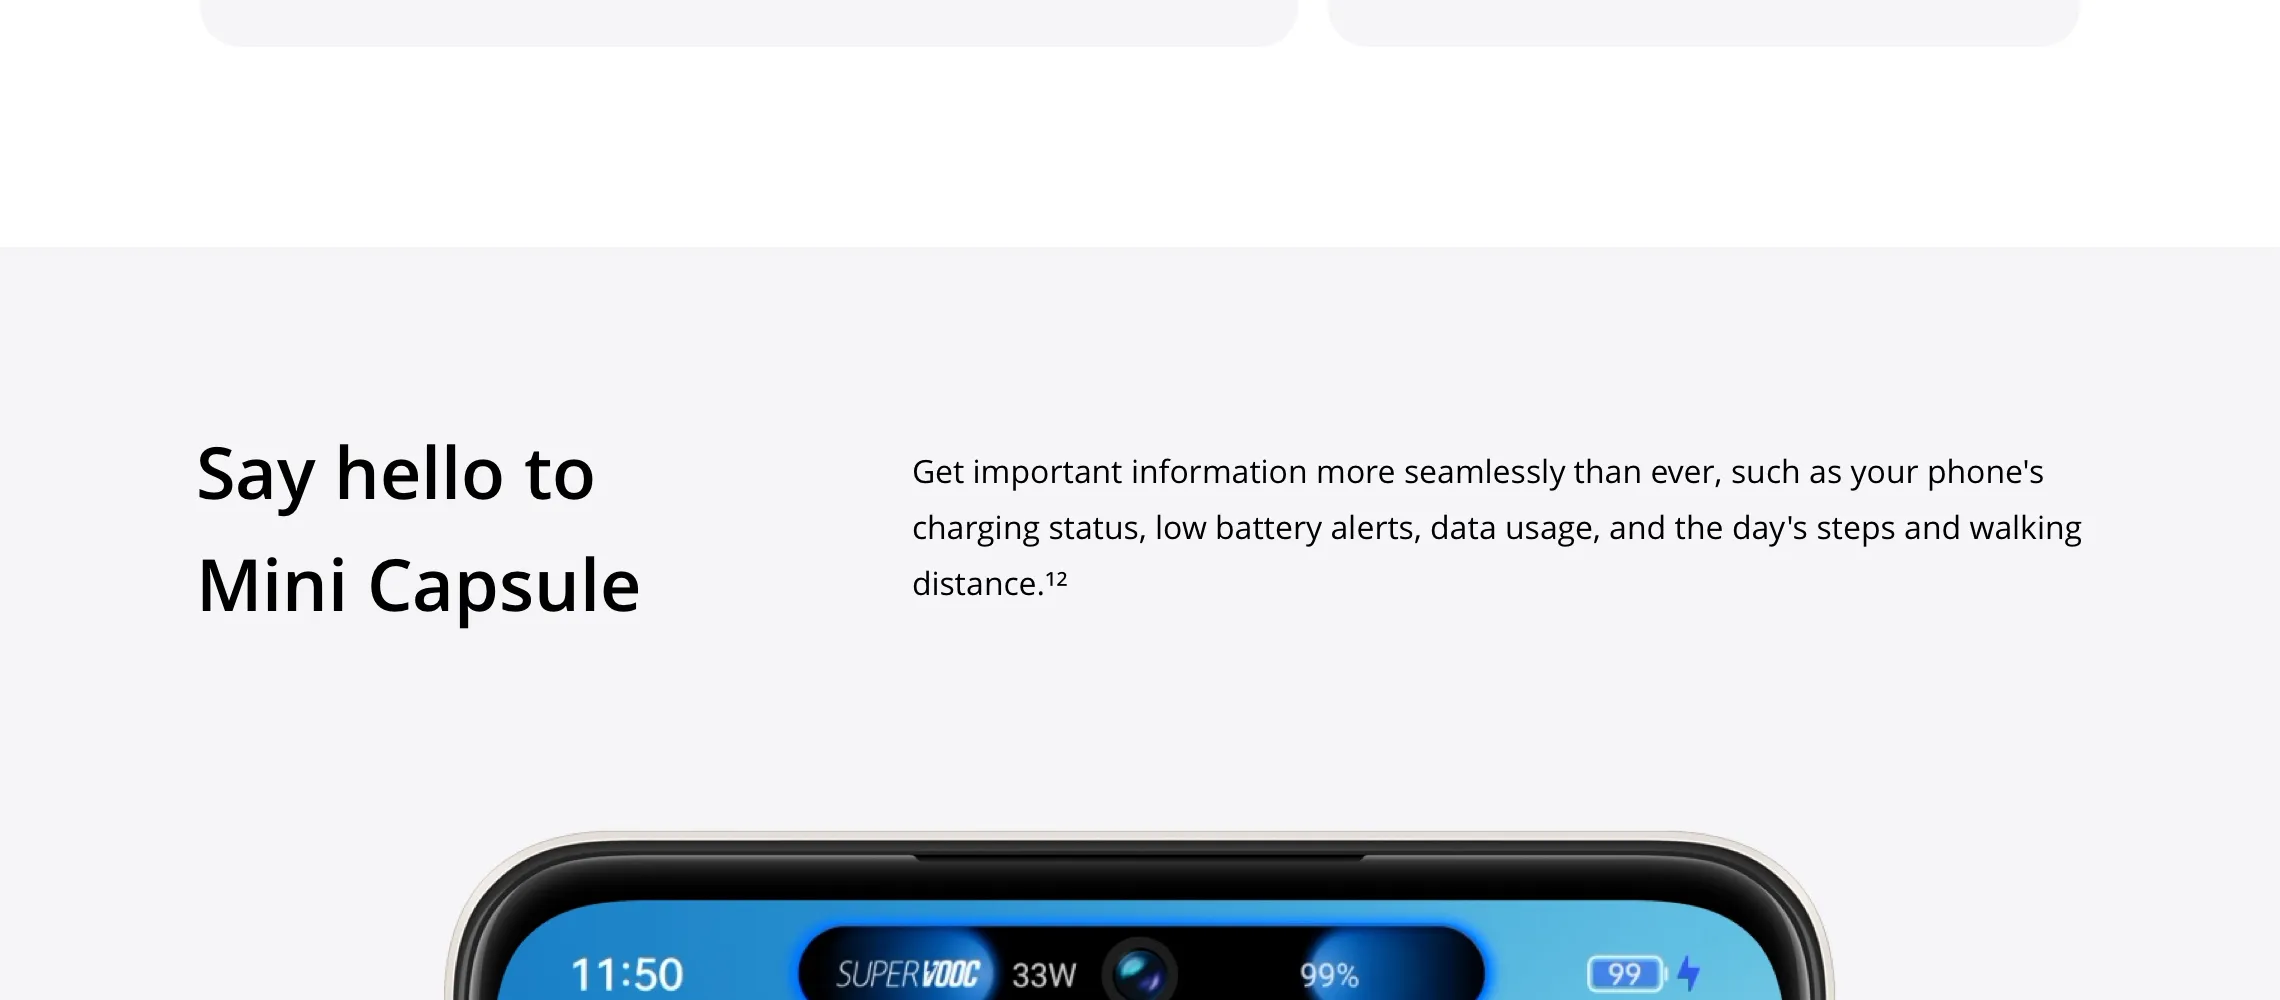 Say hello to
Mini Capsule
Get important information more seamlessly than ever, such as your phone's
charging status, low battery alerts, data usage, and the day's steps and walking
distance.¹²
11:50 SUPERVOOC 33W 99% 99